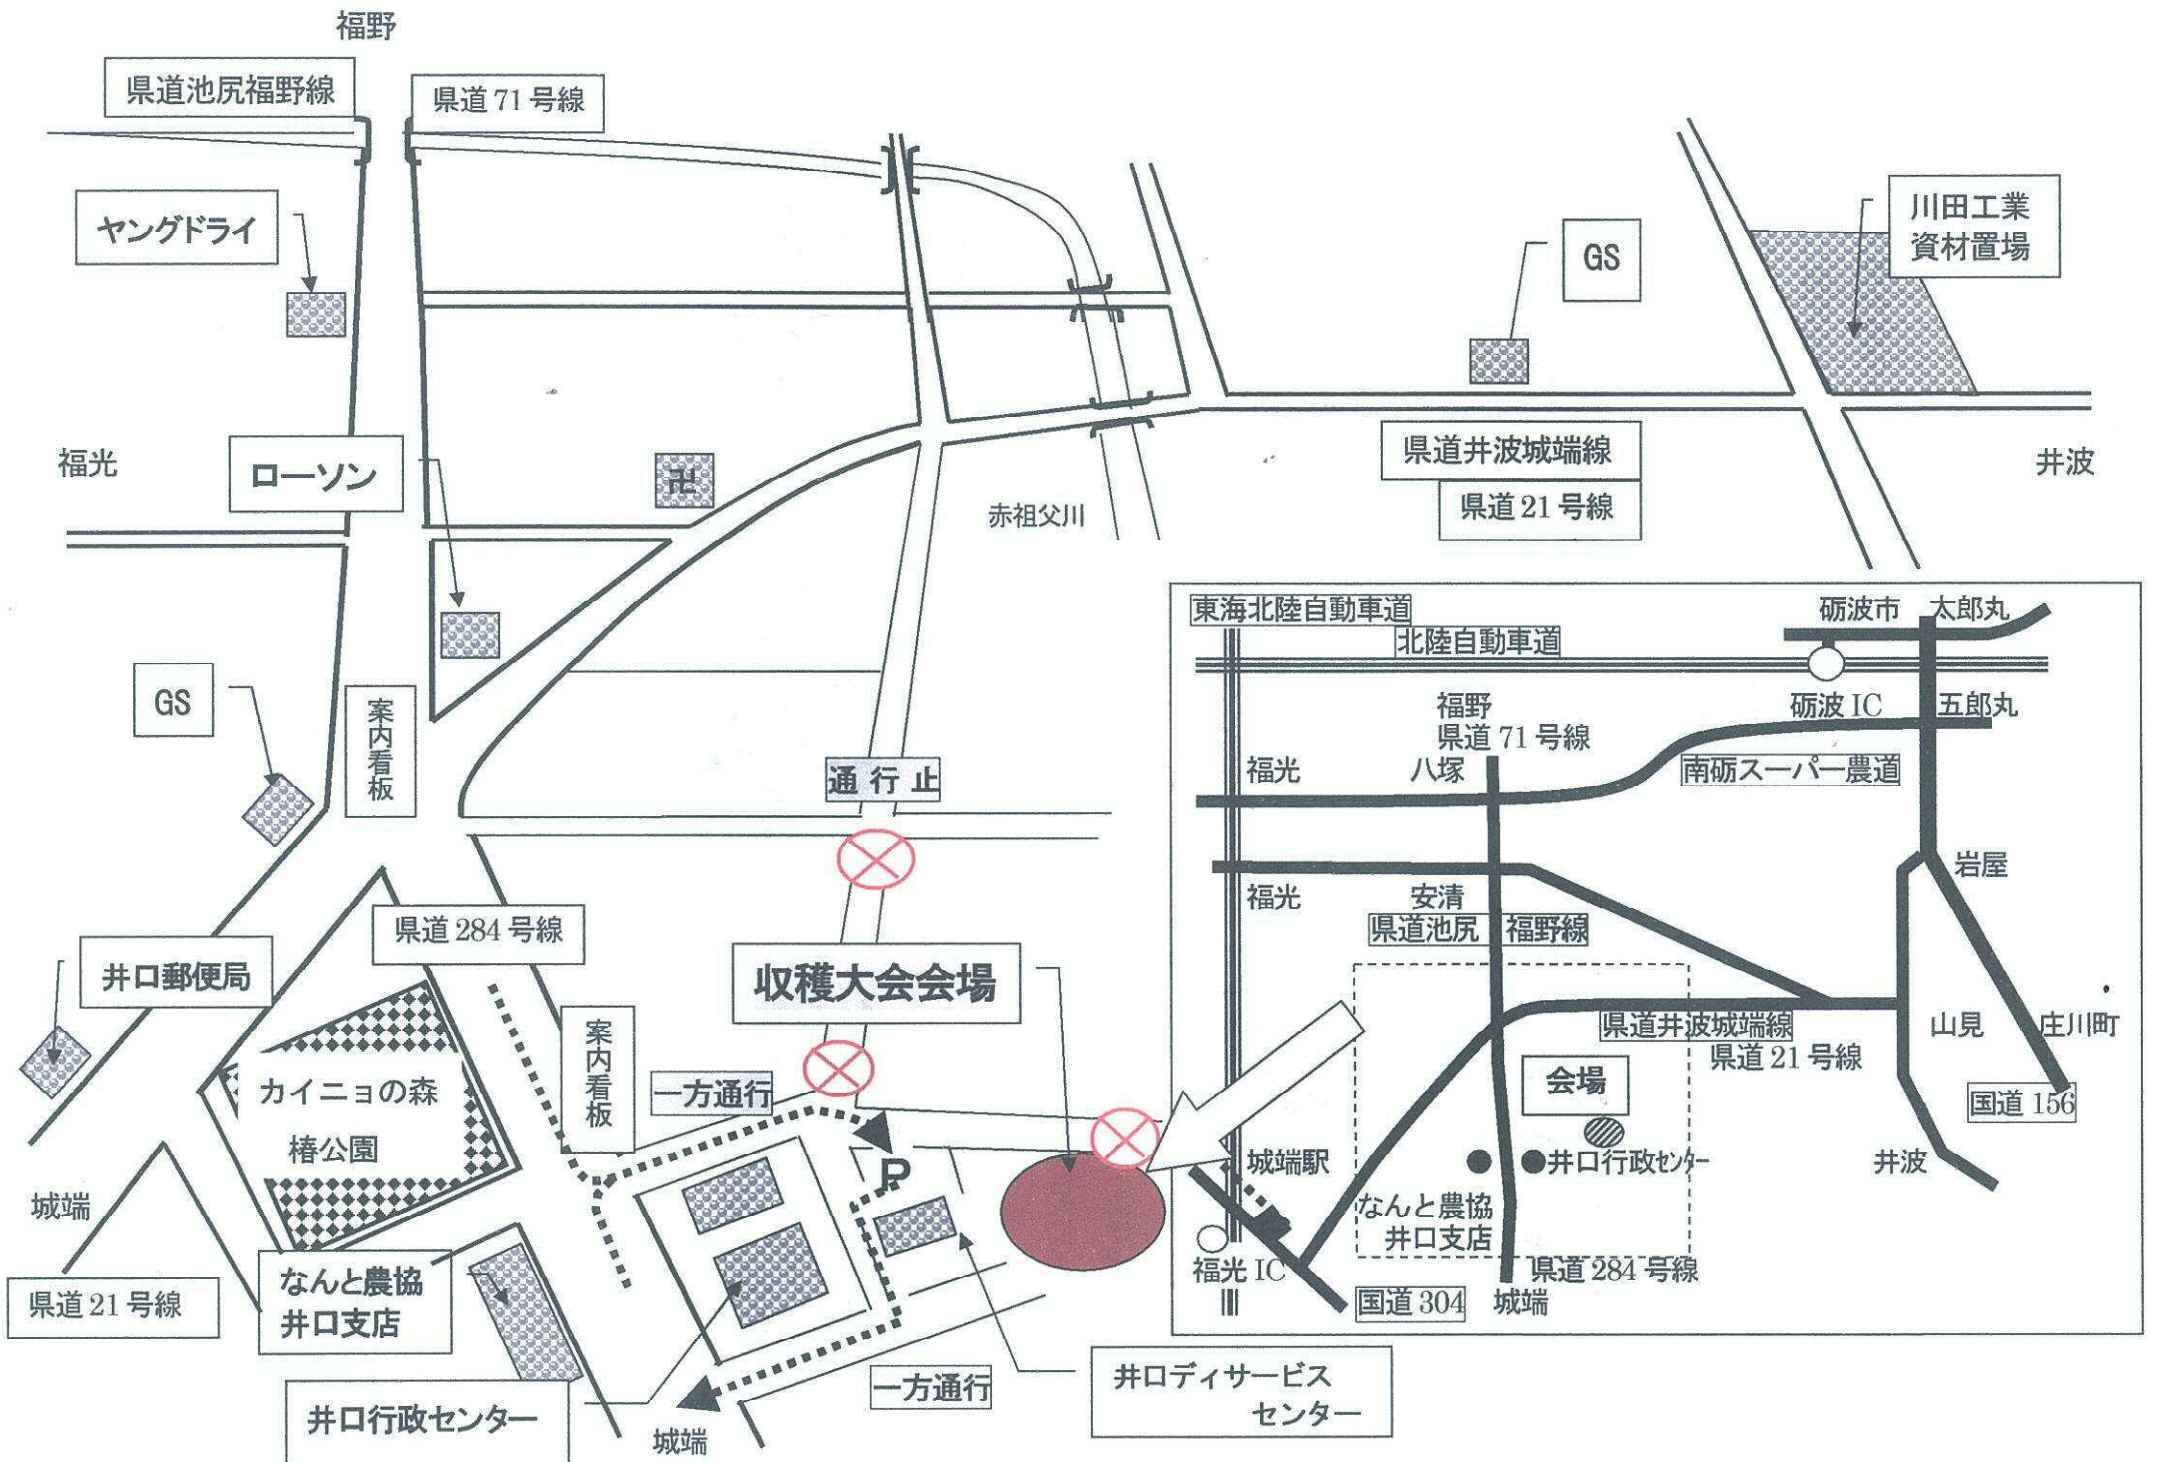 福野
県道池尻福野線
県道71号線
ヤングドライ
川田工業
資材置場
GS
福光
ローソン
卍
赤祖父川
県道井波城端線
県道21号線
井波
GS
案内看板
通行止
県道284号線
井口郵便局
収穫大会会場
案内看板
一方通行
カイニョの森
椿公園
P
城端
県道21号線
なんと農協
井口支店
井口行政センター
城端
一方通行
井口ディサービス
センター
東海北陸自動車道
北陸自動車道
砺波市
太郎丸
福野
県道71号線
砺波IC
五郎丸
福光
八塚
南砺スーパー農道
岩屋
福光
安清
県道池尻 福野線
県道井波城端線
県道21号線
山見
庄川町
会場
国道156
城端駅
井口行政センター
井波
なんと農協
井口支店
福光IC
県道284号線
国道304
城端